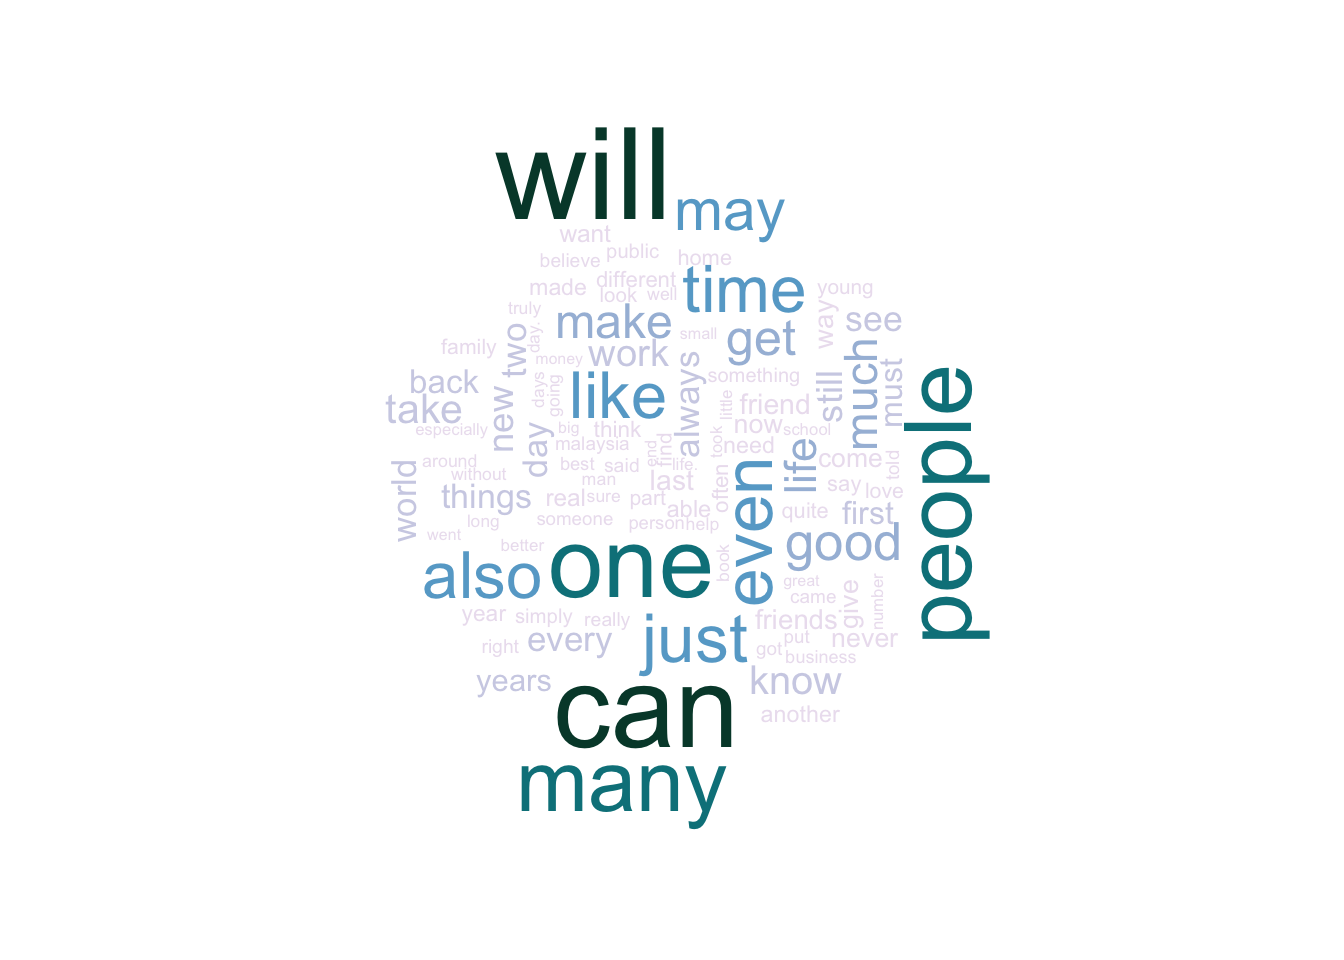 will
may
want
public
believe
home
different
made
look
well
time
young
truly
make
small
way
see
day.
two
get
family
money
work
much
always
something
back
days
going
like
still
must
people
take
new
little
friend
especially
day
big
think
now
school
took
need
malaysia
end
find
life
come
told
around
best
said
life.
world
without
man
last
often
say
love
things
real
sure
part
able
even
quite
first
long
someone
person
help
went
better
one
book
good
also
great
came
give
number
year
simply
really
friends
put
never
right
every
just
got
business
years
can
know
another
many